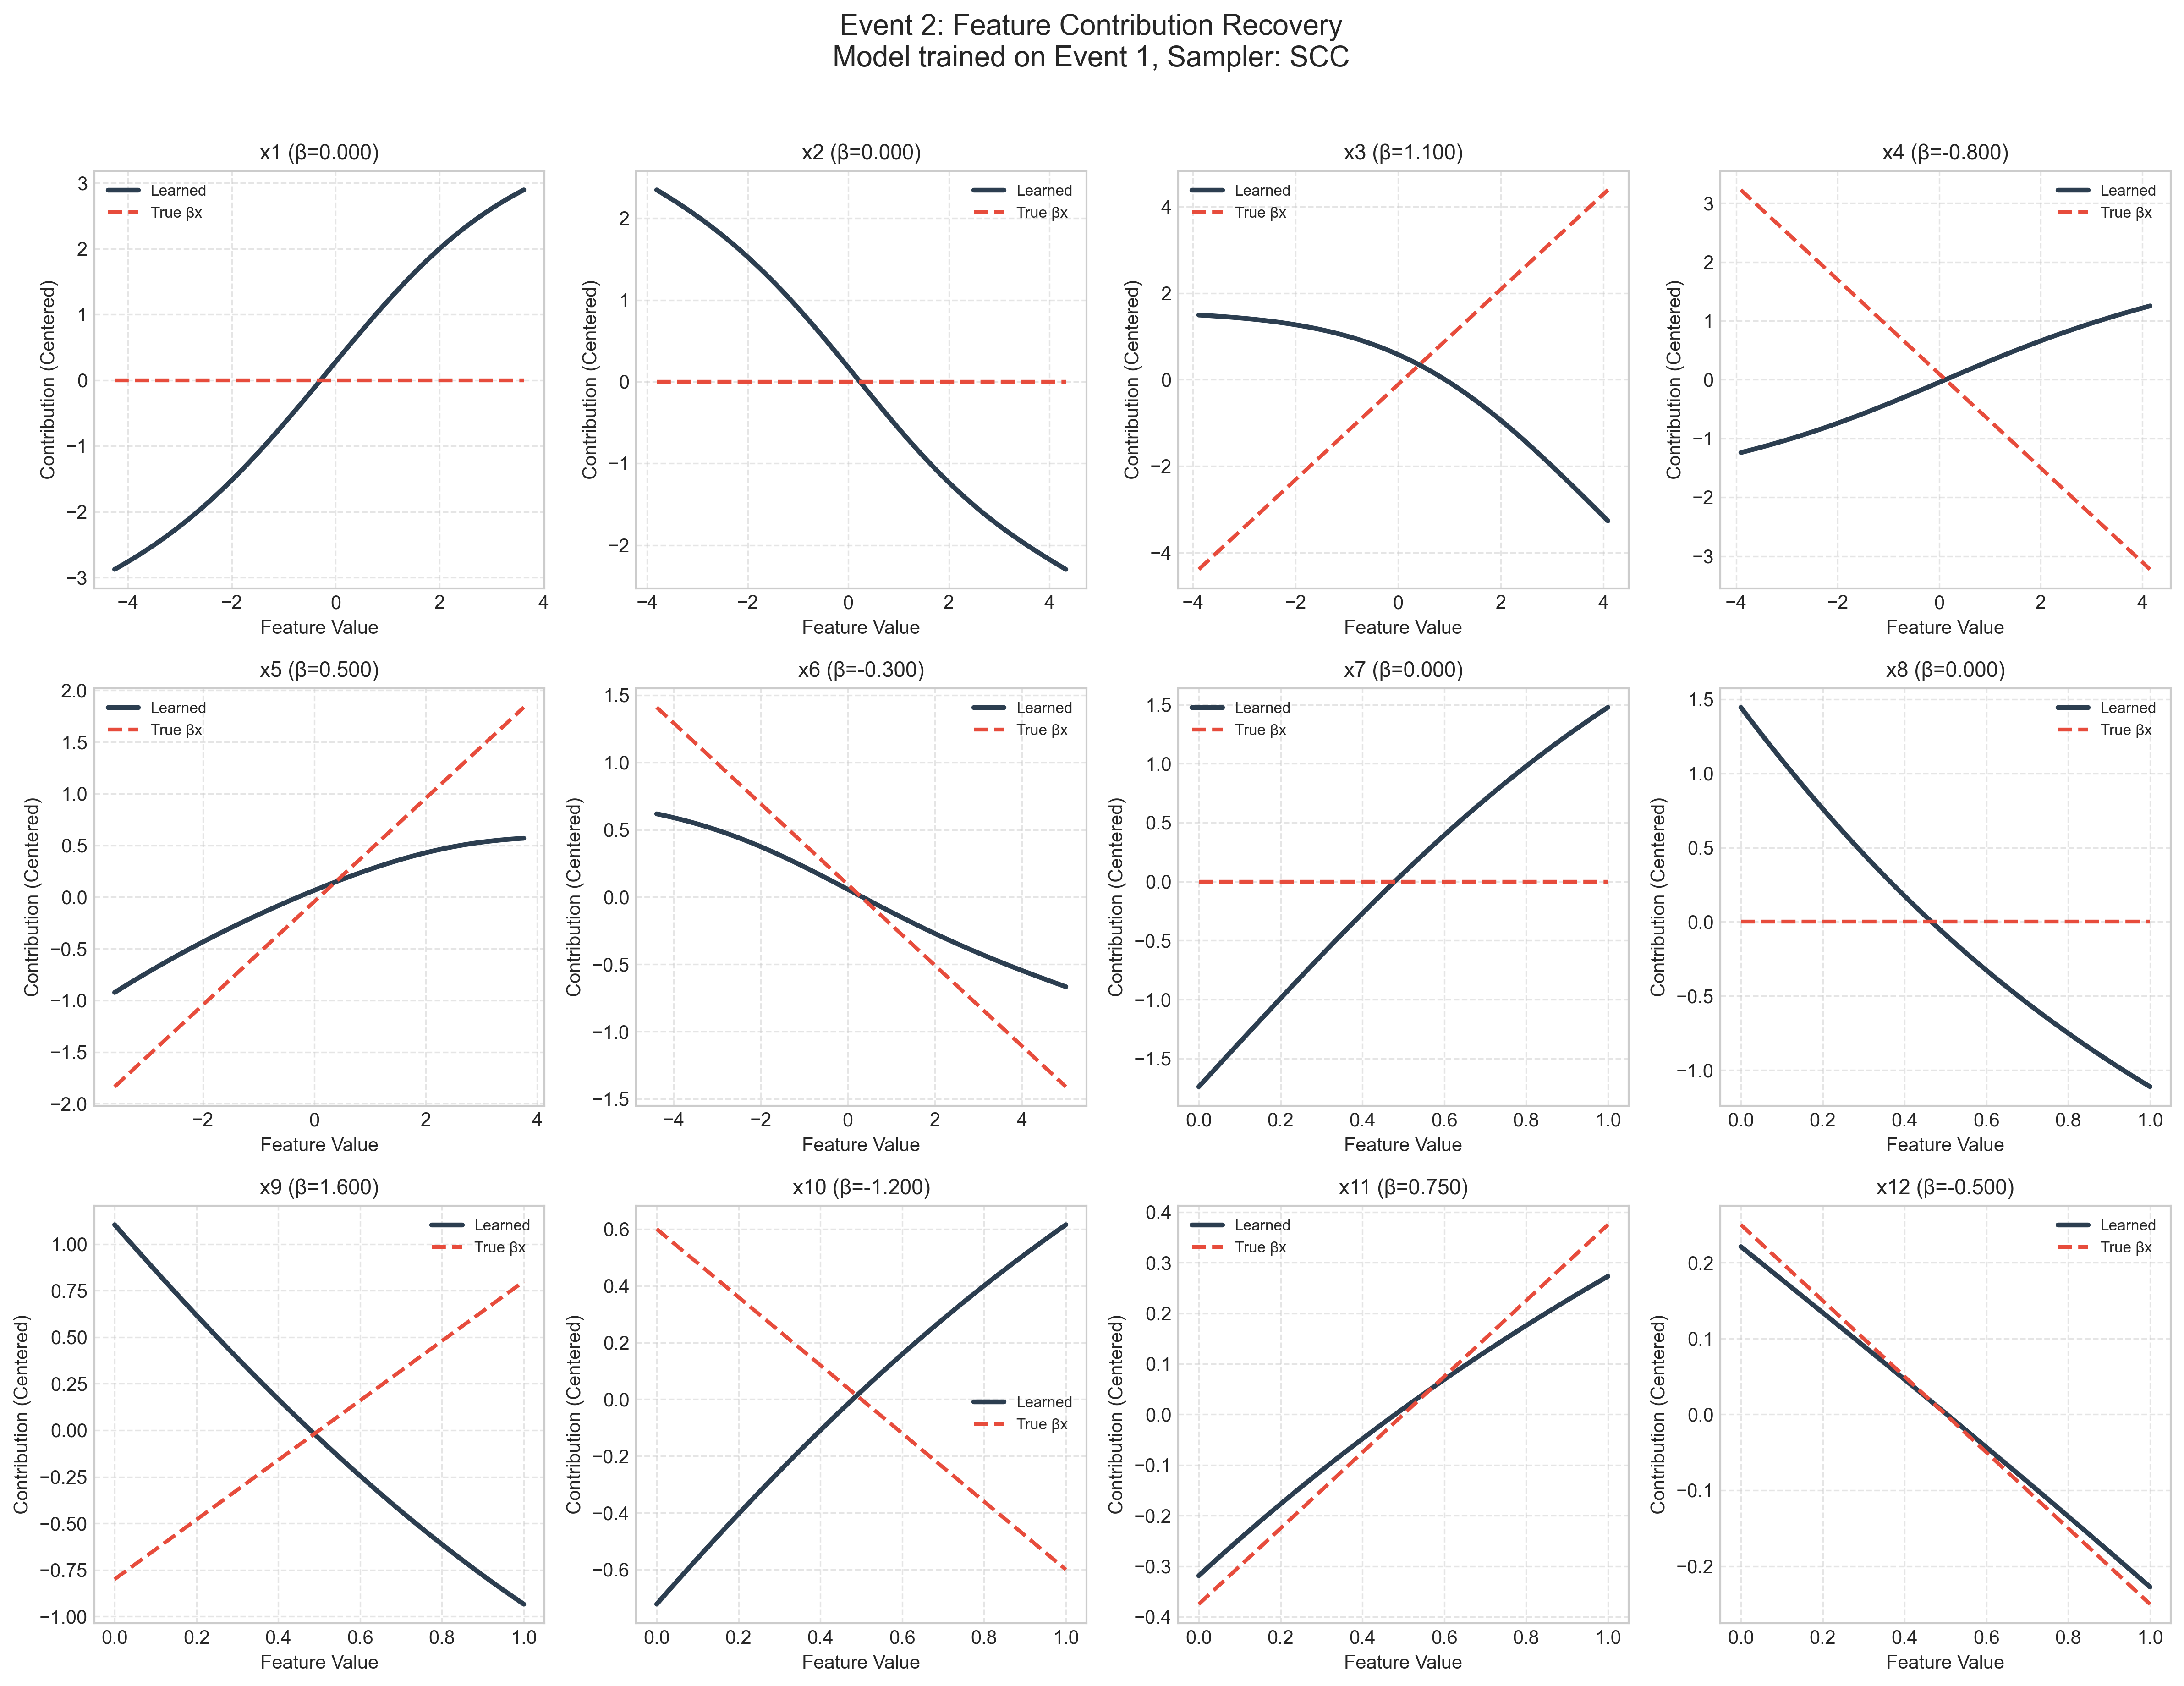 Event 2: Feature Contribution Recovery
Model trained on Event 1, Sampler: SCC
x1 (β=0.000)
Learned
True βx
Contribution (Centered)
3
2
1
0
−1
−2
−3
−4
−2
0
2
4
Feature Value
x2 (β=0.000)
Learned
True βx
Contribution (Centered)
2
1
0
−1
−2
−4
−2
0
2
4
Feature Value
x3 (β=1.100)
Learned
True βx
Contribution (Centered)
4
2
0
−2
−4
−4
−2
0
2
4
Feature Value
x4 (β=-0.800)
Learned
True βx
Contribution (Centered)
3
2
1
0
−1
−2
−3
−4
−2
0
2
4
Feature Value
x5 (β=0.500)
Learned
True βx
Contribution (Centered)
2.0
1.5
1.0
0.5
0.0
−0.5
−1.0
−1.5
−2.0
−2
0
2
4
Feature Value
x6 (β=-0.300)
Learned
True βx
Contribution (Centered)
1.5
1.0
0.5
0.0
−0.5
−1.0
−1.5
−4
−2
0
2
4
Feature Value
x7 (β=0.000)
Learned
True βx
Contribution (Centered)
1.5
1.0
0.5
0.0
−0.5
−1.0
−1.5
0.0
0.2
0.4
0.6
0.8
1.0
Feature Value
x8 (β=0.000)
Learned
True βx
Contribution (Centered)
1.5
1.0
0.5
0.0
−0.5
−1.0
0.0
0.2
0.4
0.6
0.8
1.0
Feature Value
x9 (β=1.600)
Learned
True βx
Contribution (Centered)
1.00
0.75
0.50
0.25
0.00
−0.25
−0.50
−0.75
−1.00
0.0
0.2
0.4
0.6
0.8
1.0
Feature Value
x10 (β=-1.200)
Learned
True βx
Contribution (Centered)
0.6
0.4
0.2
0.0
−0.2
−0.4
−0.6
0.0
0.2
0.4
0.6
0.8
1.0
Feature Value
x11 (β=0.750)
Learned
True βx
Contribution (Centered)
0.4
0.3
0.2
0.1
0.0
−0.1
−0.2
−0.3
−0.4
0.0
0.2
0.4
0.6
0.8
1.0
Feature Value
x12 (β=-0.500)
Learned
True βx
Contribution (Centered)
0.2
0.1
0.0
−0.1
−0.2
0.0
0.2
0.4
0.6
0.8
1.0
Feature Value